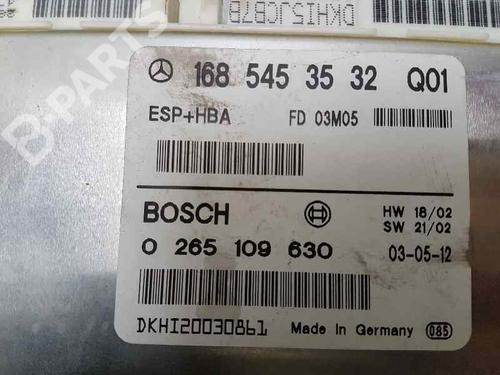 DKHI5JCB7B
168 545 35 32 Q01
ESP+HBA FD 03M05
BOSCH HW 18/02
SW 21/02
0 265 109 630 03-05-12
DKHI20030861 Made in Germany 085
B-PARTS